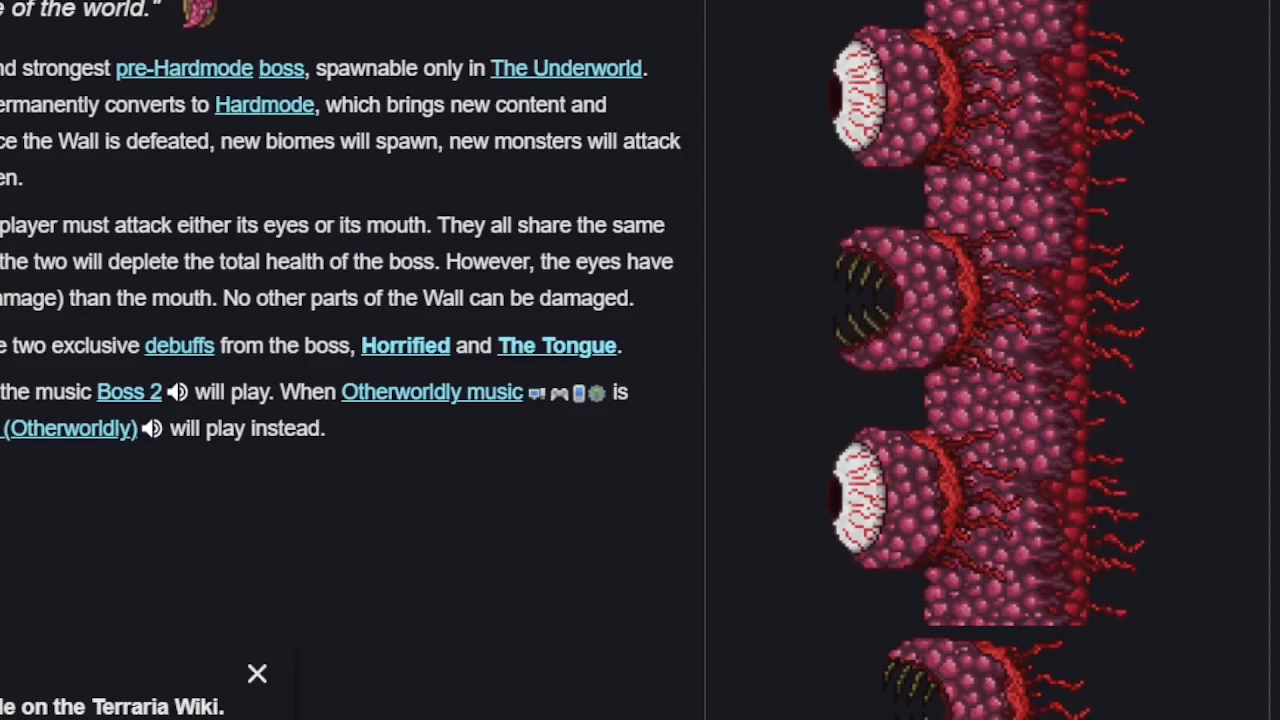 e of the world."
nd strongest pre-Hardmode boss, spawnable only in The Underworld.
ermanently converts to Hardmode, which brings new content and
ce the Wall is defeated, new biomes will spawn, new monsters will attack
en.
player must attack either its eyes or its mouth. They all share the same
the two will deplete the total health of the boss. However, the eyes have
amage) than the mouth. No other parts of the Wall can be damaged.
e two exclusive debuffs from the boss, Horrified and The Tongue.
the music Boss 2 will play. When Otherworldly music is
(Otherworldly) will play instead.
le on the Terraria Wiki.